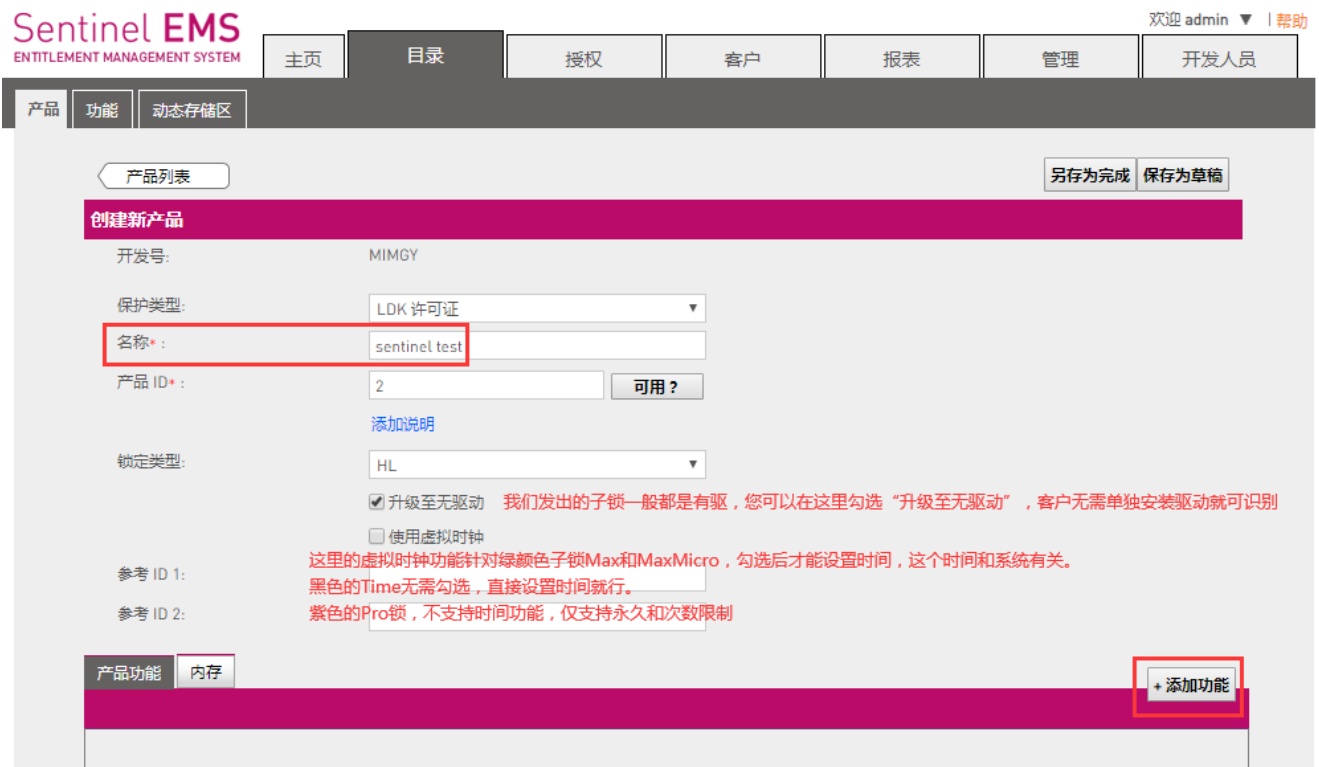 Sentinel EMS
ENTITLEMENT MANAGEMENT SYSTEM
欢迎 admin ▼ | 帮助
主页 目录 授权 客户 报表 管理 开发人员
产品 功能 动态存储区
产品列表
另存为完成 保存为草稿
创建新产品
开发号: MIMGY
保护类型: LDK 许可证
名称* : sentinel test
产品 ID* : 2 可用 ?
添加说明
锁定类型: HL
升级至无驱动 我们发出的子锁一般都是有驱，您可以在这里勾选“升级至无驱动”，客户无需单独安装驱动就可识别
使用虚拟时钟
这里的虚拟时钟功能针对绿颜色子锁Max和MaxMicro，勾选后才能设置时间，这个时间和系统有关。
参考 ID 1:
黑色的Time无需勾选，直接设置时间就行。
参考 ID 2: 紫色的Pro锁，不支持时间功能，仅支持永久和次数限制
产品功能 内存
+ 添加功能